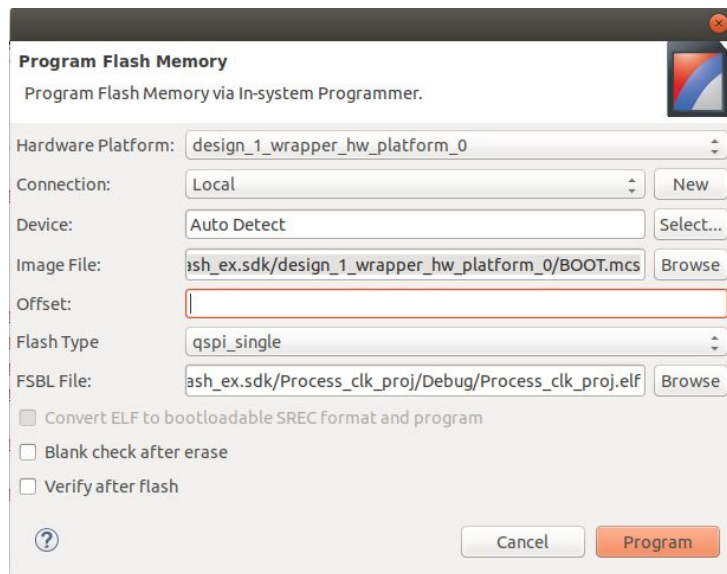 Program Flash Memory
Program Flash Memory via In-system Programmer.
Hardware Platform: design_1_wrapper_hw_platform_0
Connection: Local New
Device: Auto Detect Select...
Image File: ash_ex.sdk/design_1_wrapper_hw_platform_0/BOOT.mcs Browse
Offset:
Flash Type qspi_single
FSBL File: ash_ex.sdk/Process_clk_proj/Debug/Process_clk_proj.elf Browse
Convert ELF to bootloadable SREC format and program
Blank check after erase
Verify after flash
? Cancel Program